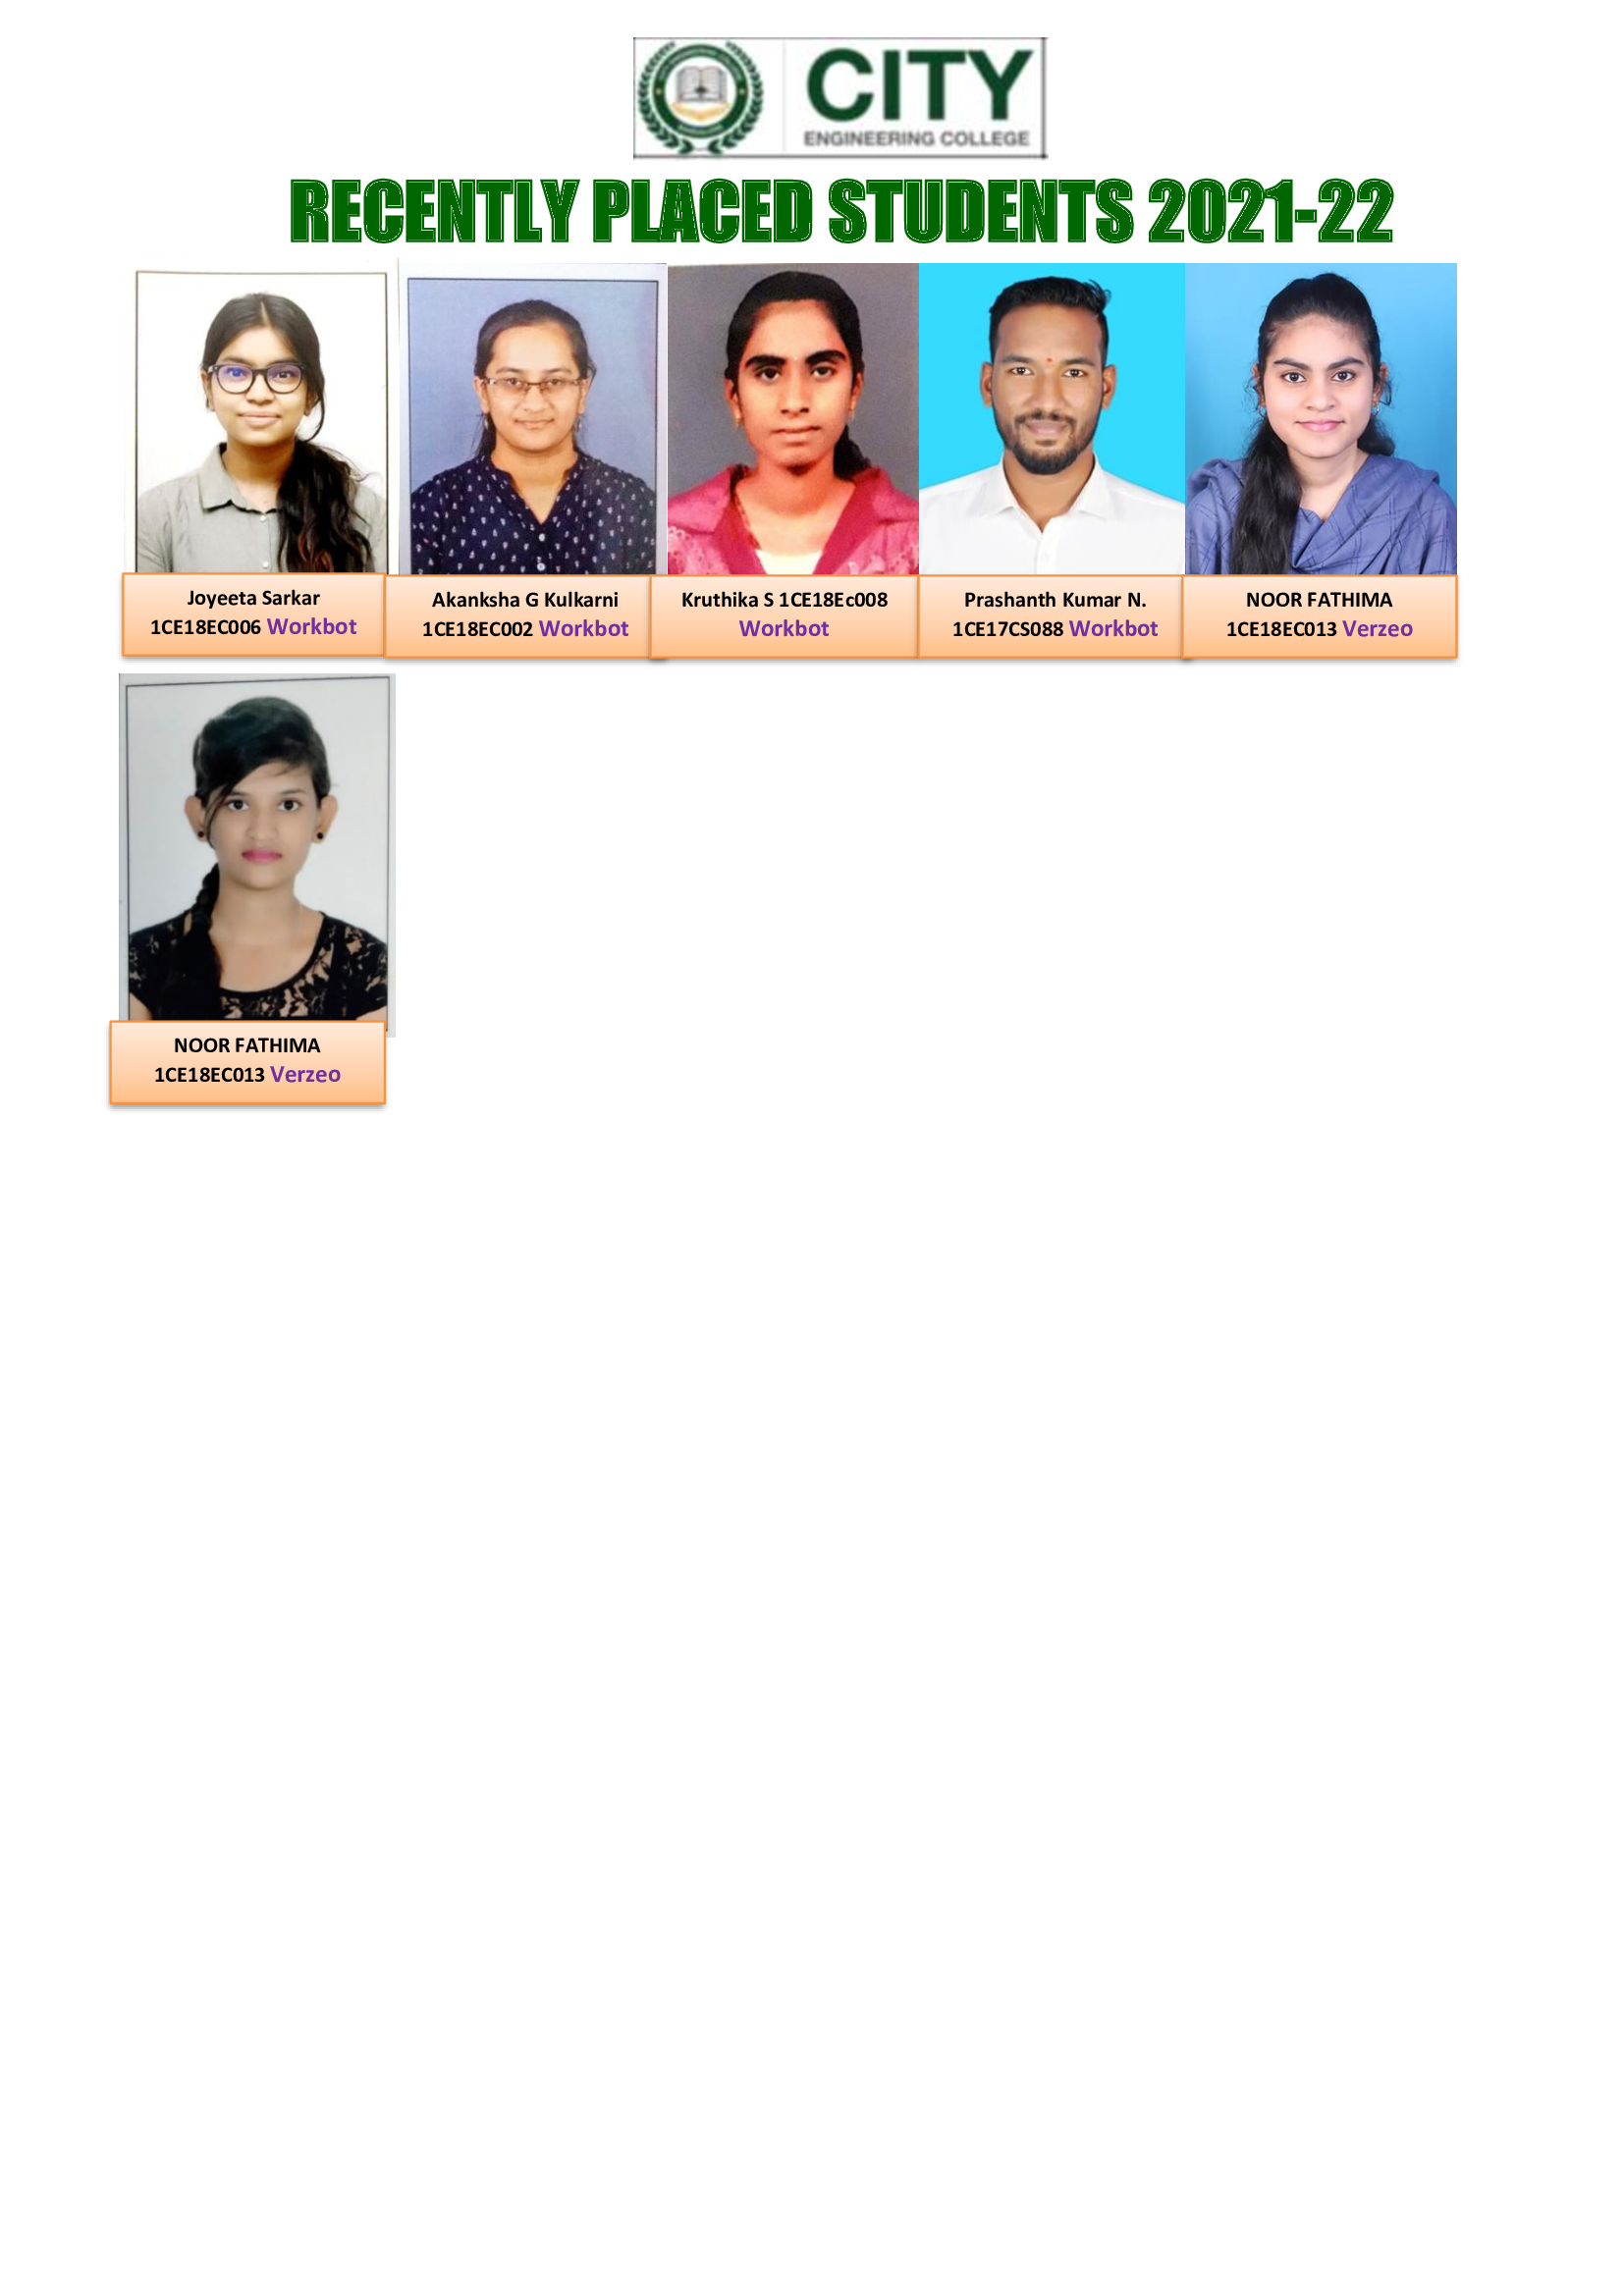 CITY
ENGINEERING COLLEGE
RECENTLY PLACED STUDENTS 2021-22
Joyeeta Sarkar
1CE18EC006 Workbot
Akanksha G Kulkarni
1CE18EC002 Workbot
Kruthika S 1CE18Ec008
Workbot
Prashanth Kumar N.
1CE17CS088 Workbot
NOOR FATHIMA
1CE18EC013 Verzeo
NOOR FATHIMA
1CE18EC013 Verzeo